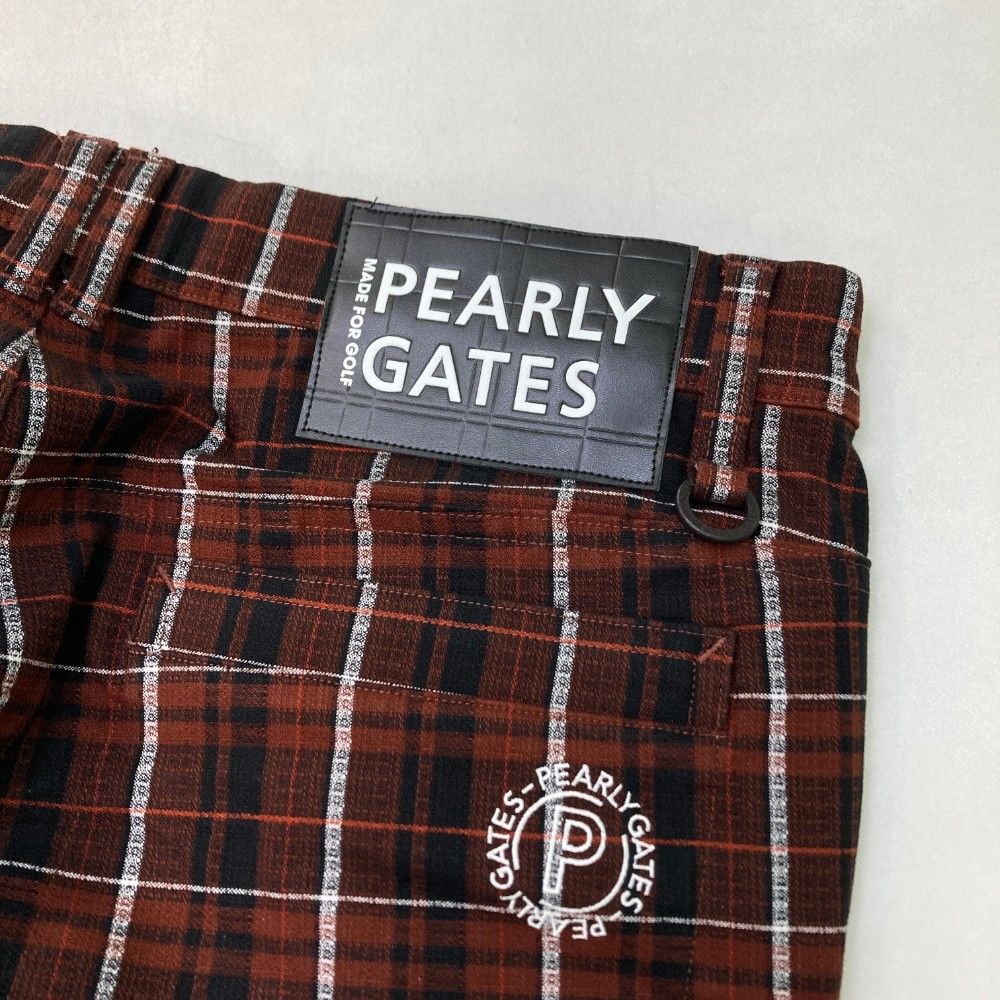 MADE FOR GOLF
PEARLY
GATES
PEARLY GATES-PEARLY GATES'
P